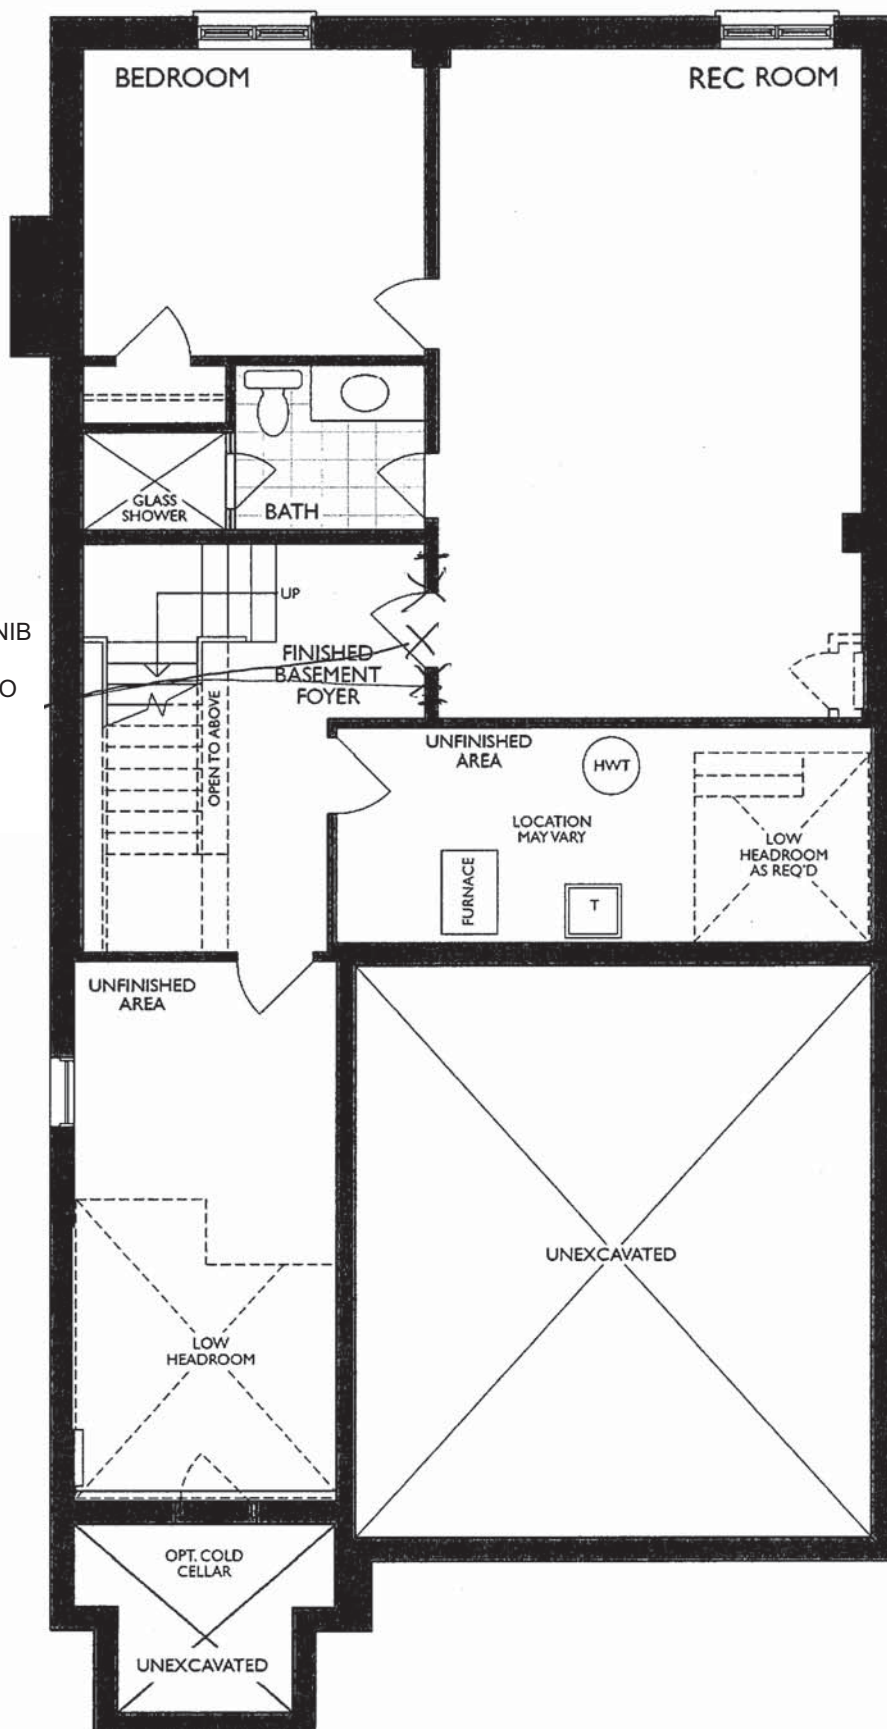 BEDROOM
REC ROOM
GLASS
SHOWER
BATH
UP
NIB
O
FINISHED
BASEMENT
FOYER
OPEN TO ABOVE
UNFINISHED
AREA
HWT
LOCATION
MAY VARY
FURNACE
T
LOW
HEADROOM
AS REQ'D
UNFINISHED
AREA
UNEXCAVATED
LOW
HEADROOM
OPT. COLD
CELLAR
UNEXCAVATED